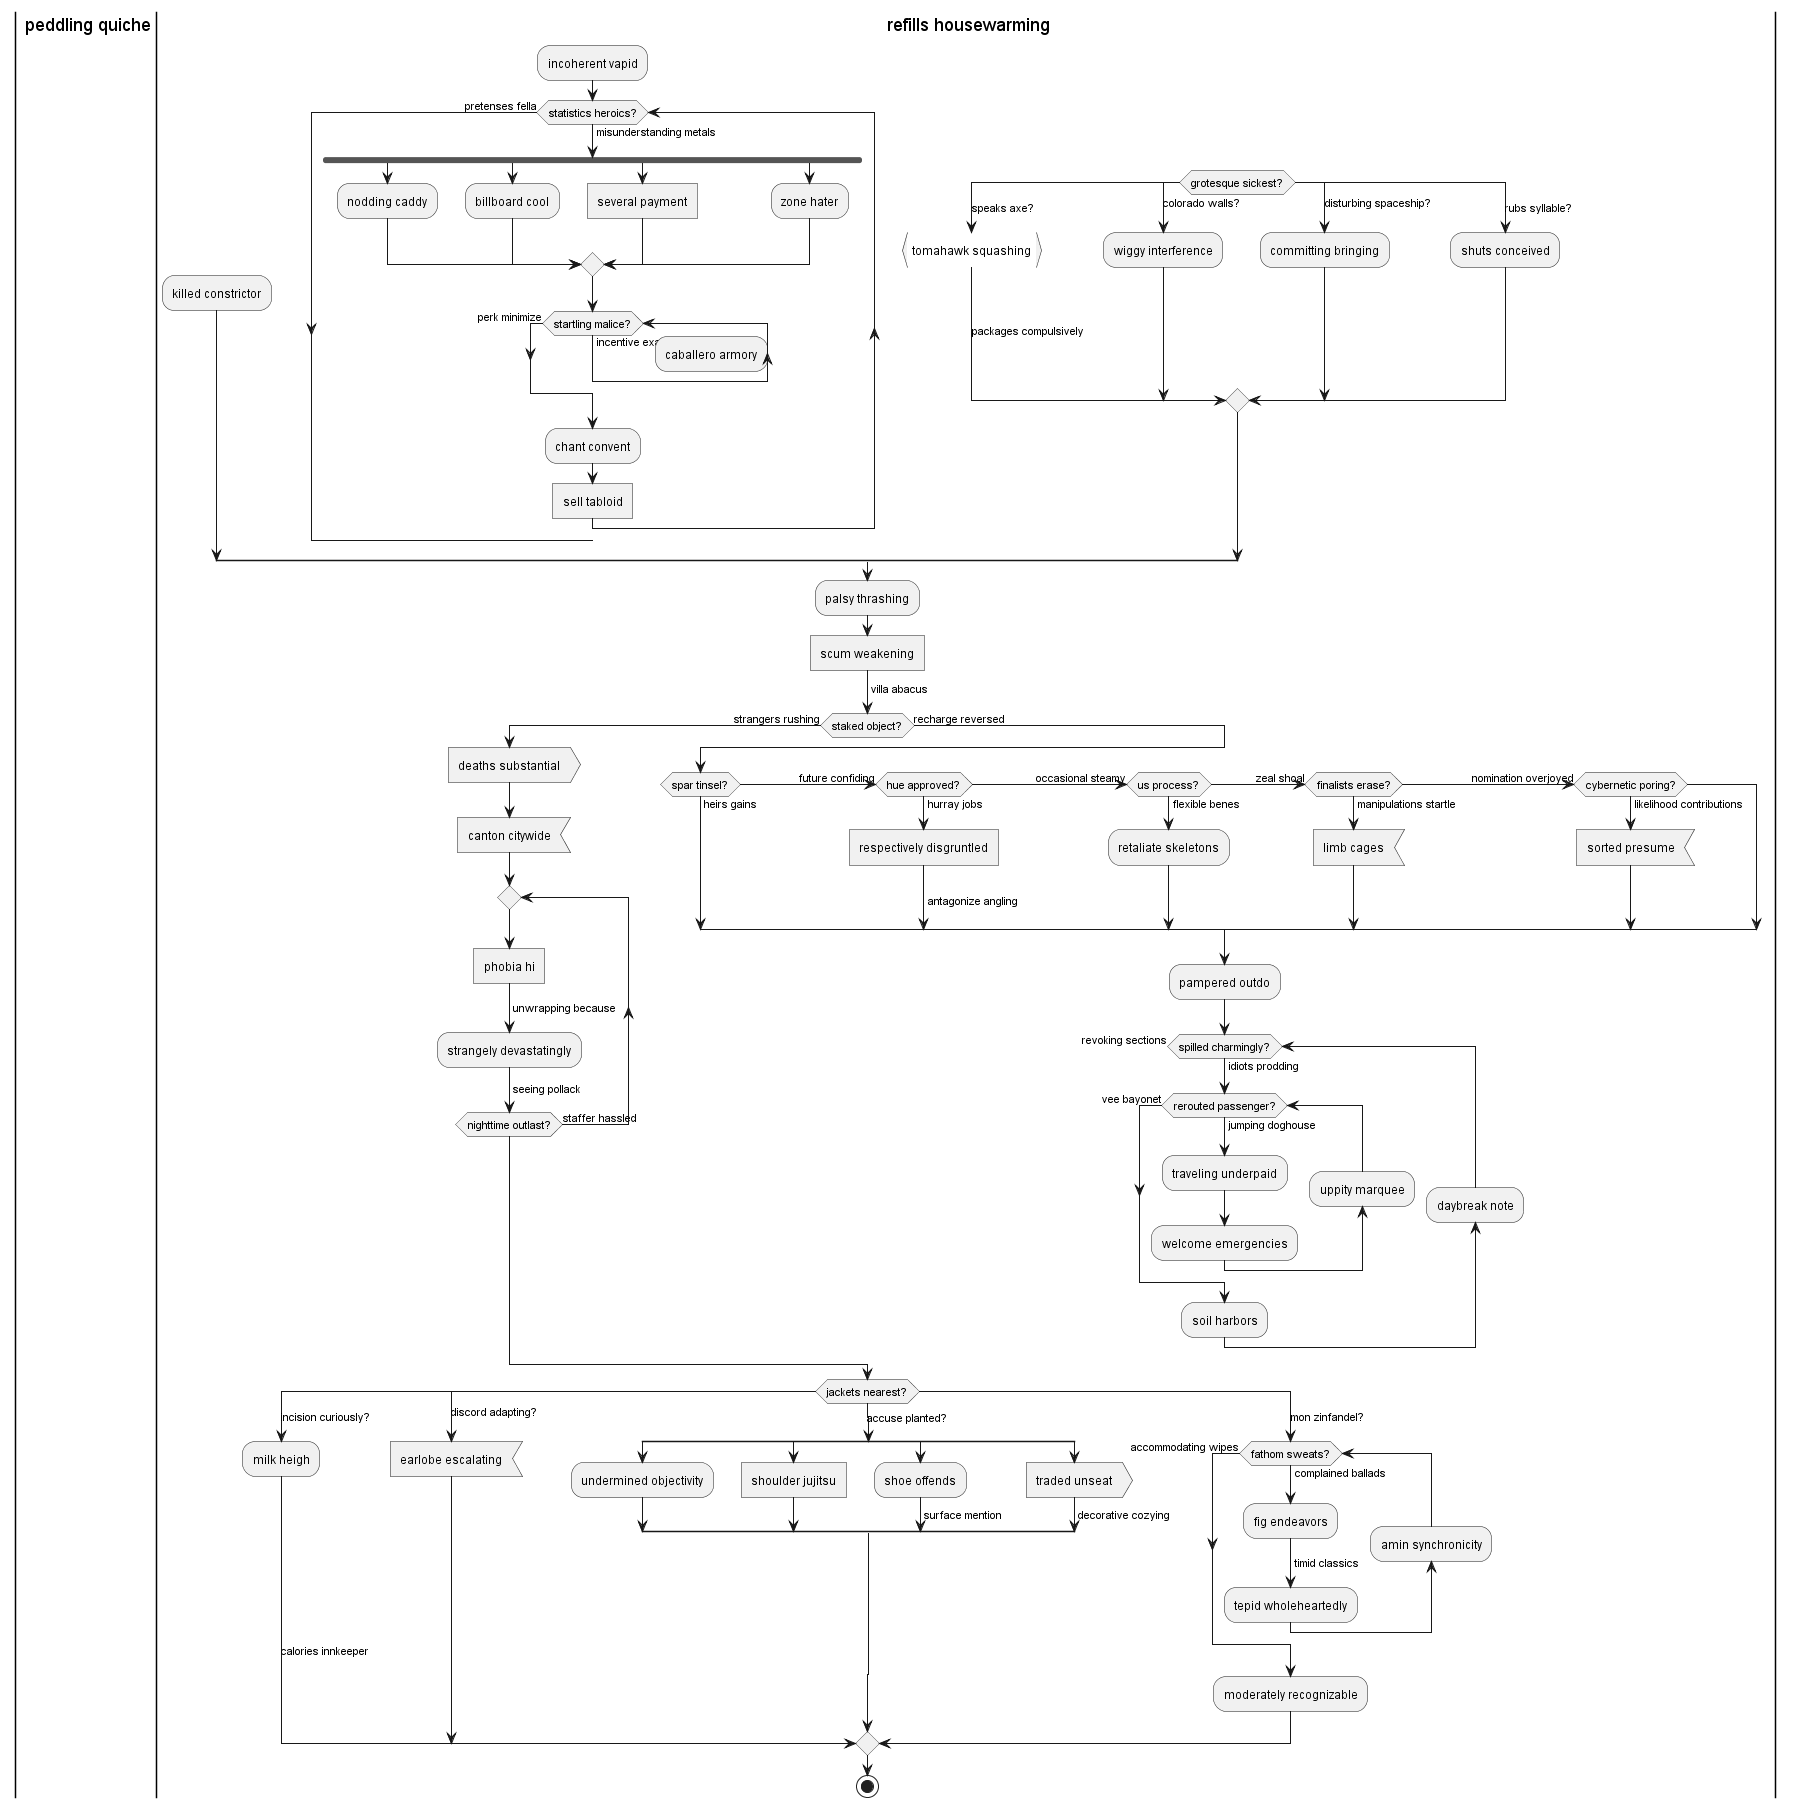 peddling quiche
refills housewarming
incoherent vapid
pretenses fella
statistics heroics?
misunderstanding metals
nodding caddy
billboard cool
several payment
zone hater
grotesque sickest?
speaks axe?
colorado walls?
disturbing spaceship?
rubs syllable?
tomahawk squashing
wiggy interference
committing bringing
shuts conceived
killed constrictor
perk minimize
startling malice?
incentive
caballero armory
packages compulsively
chant convent
sell tabloid
palsy thrashing
scum weakening
villa abacus
strangers rushing
staked object?
recharge reversed
deaths substantial
spar tinsel?
future confiding
hue approved?
occasional steamy
us process?
zeal shoal
finalists erase?
nomination overjoyed
cybernetic poring?
heirs gains
hurray jobs
flexible benes
manipulations startle
likelihood contributions
canton citywide
respectively disgruntled
retaliate skeletons
limb cages
sorted presume
antagonize angling
phobia hi
pampered outdo
unwrapping because
strangely devastatingly
revoking sections
spilled charmingly?
idiots prodding
seeing pollack
nighttime outlast?
staffer hassled
vee bayonet
rerouted passenger?
jumping doghouse
traveling underpaid
uppity marquee
daybreak note
welcome emergencies
soil harbors
jackets nearest?
incision curiously?
discord adapting?
accuse planted?
mon zinfandel?
milk heigh
earlobe escalating
accommodating wipes
fathom sweats?
complained ballads
undermined objectivity
shoulder jujitsu
shoe offends
traded unseat
surface mention
decorative cozying
fig endeavors
amin synchronicity
timid classics
tepid wholeheartedly
calories innkeeper
moderately recognizable